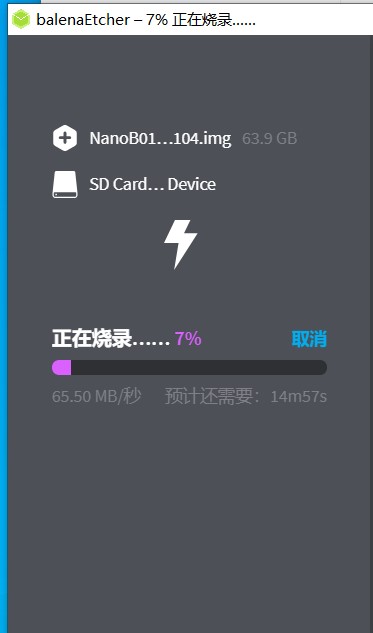 balenaEtcher – 7% 正在烧录......
NanoB01...104.img 63.9 GB
SD Card... Device
正在烧录...... 7% 取消
65.50 MB/秒 预计还需要：14m57s